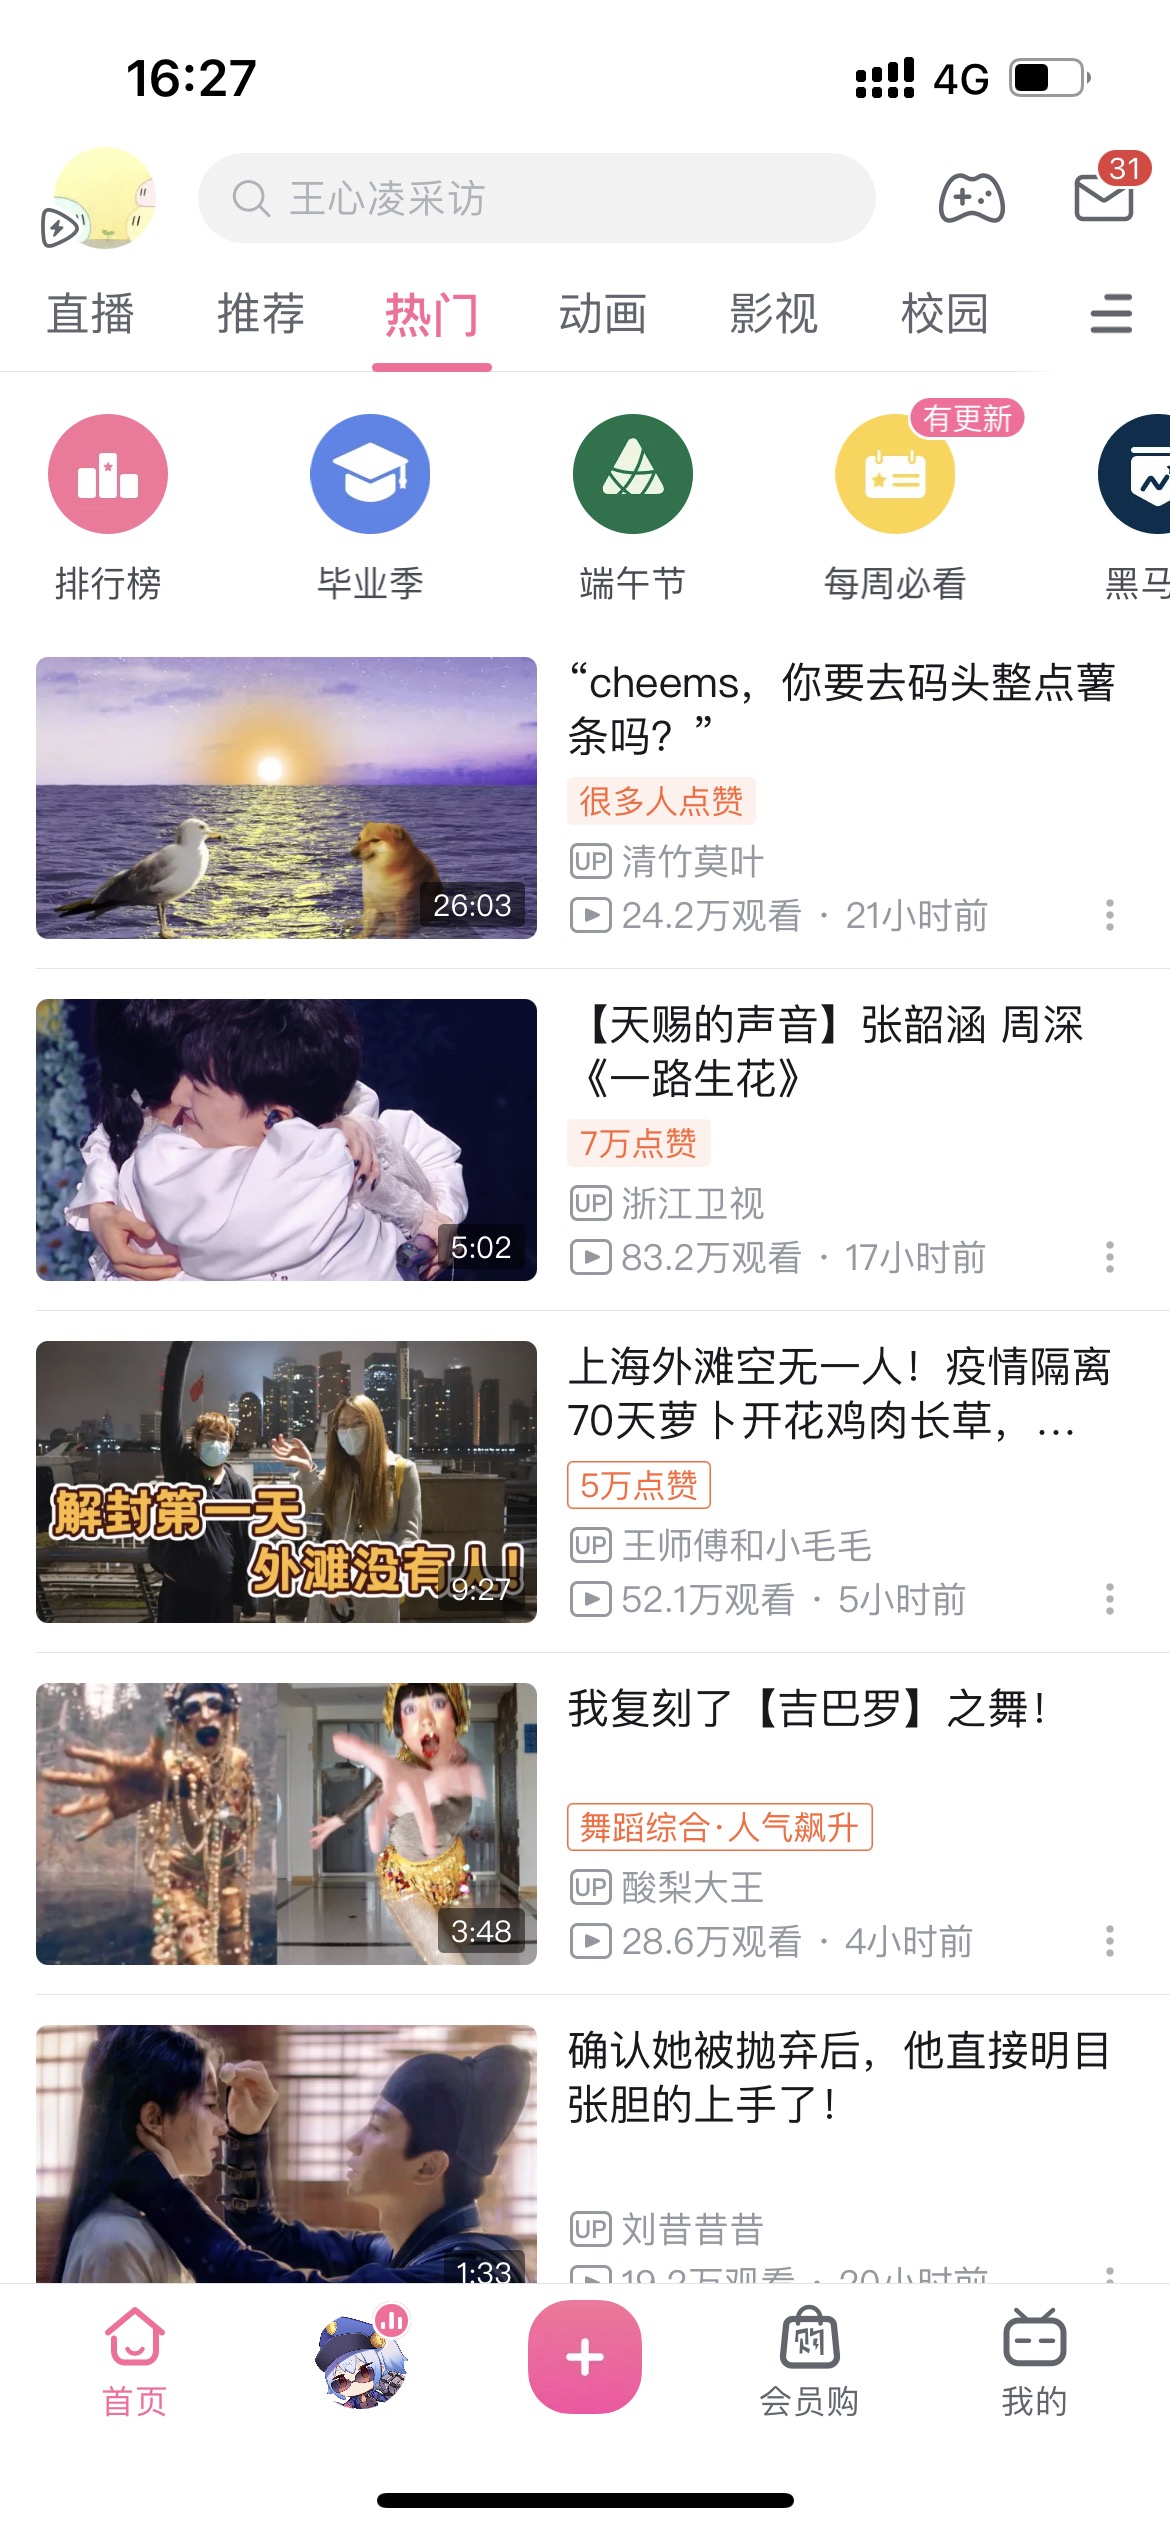 16:27
4G
王心凌采访
31
直播 推荐 热门 动画 影视 校园
有更新
排行榜 毕业季 端午节 每周必看 黑马
“cheems，你要去码头整点薯
条吗？”
很多人点赞
UP 清竹莫叶
24.2万观看 · 21小时前
26:03
【天赐的声音】张韶涵 周深
《一路生花》
7万点赞
UP 浙江卫视
83.2万观看 · 17小时前
5:02
上海外滩空无一人！疫情隔离
70天萝卜开花鸡肉长草，...
5万点赞
UP 王师傅和小毛毛
52.1万观看 · 5小时前
解封第一天
外滩没有人！
9:27
我复刻了【吉巴罗】之舞！
舞蹈综合·人气飙升
UP 酸梨大王
28.6万观看 · 4小时前
3:48
确认她被抛弃后，他直接明目
张胆的上手了！
UP 刘昔昔昔
19.2万观看 · 20小时前
1:33
首页 会员购 我的